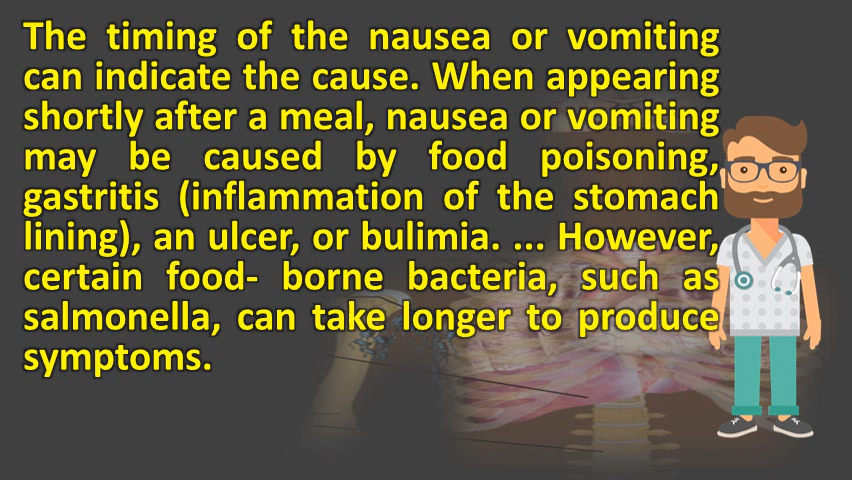 The timing of the nausea or vomiting
can indicate the cause. When appearing
shortly after a meal, nausea or vomiting
may be caused by food poisoning,
gastritis (inflammation of the stomach
lining), an ulcer, or bulimia. ... However,
certain food- borne bacteria, such as
salmonella, can take longer to produce
symptoms.